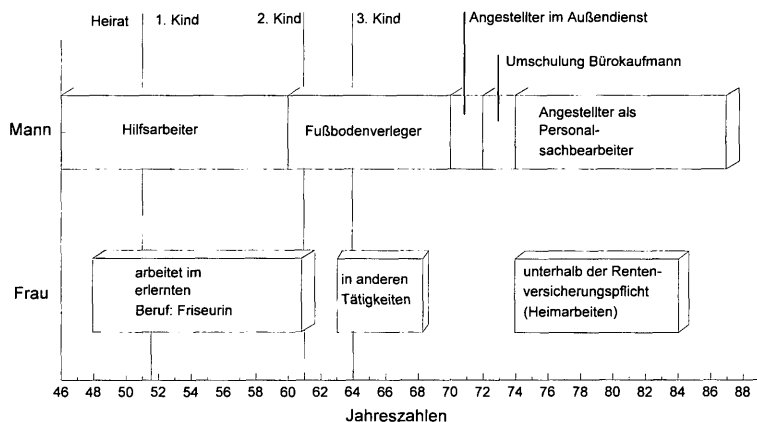 Heirat 1. Kind 2. Kind 3. Kind Angestellter im Außendienst
Umschulung Bürokaufmann
Mann
Hilfsarbeiter
Fußbodenverleger
Angestellter als
Personal-
sachbearbeiter
Frau
arbeitet im
erlernten
Beruf: Friseurin
in anderen
Tätigkeiten
unterhalb der Renten-
versicherungspflicht
(Heimarbeiten)
46 48 50 52 54 56 58 60 62 64 66 68 70 72 74 76 78 80 82 84 86 88
Jahreszahlen